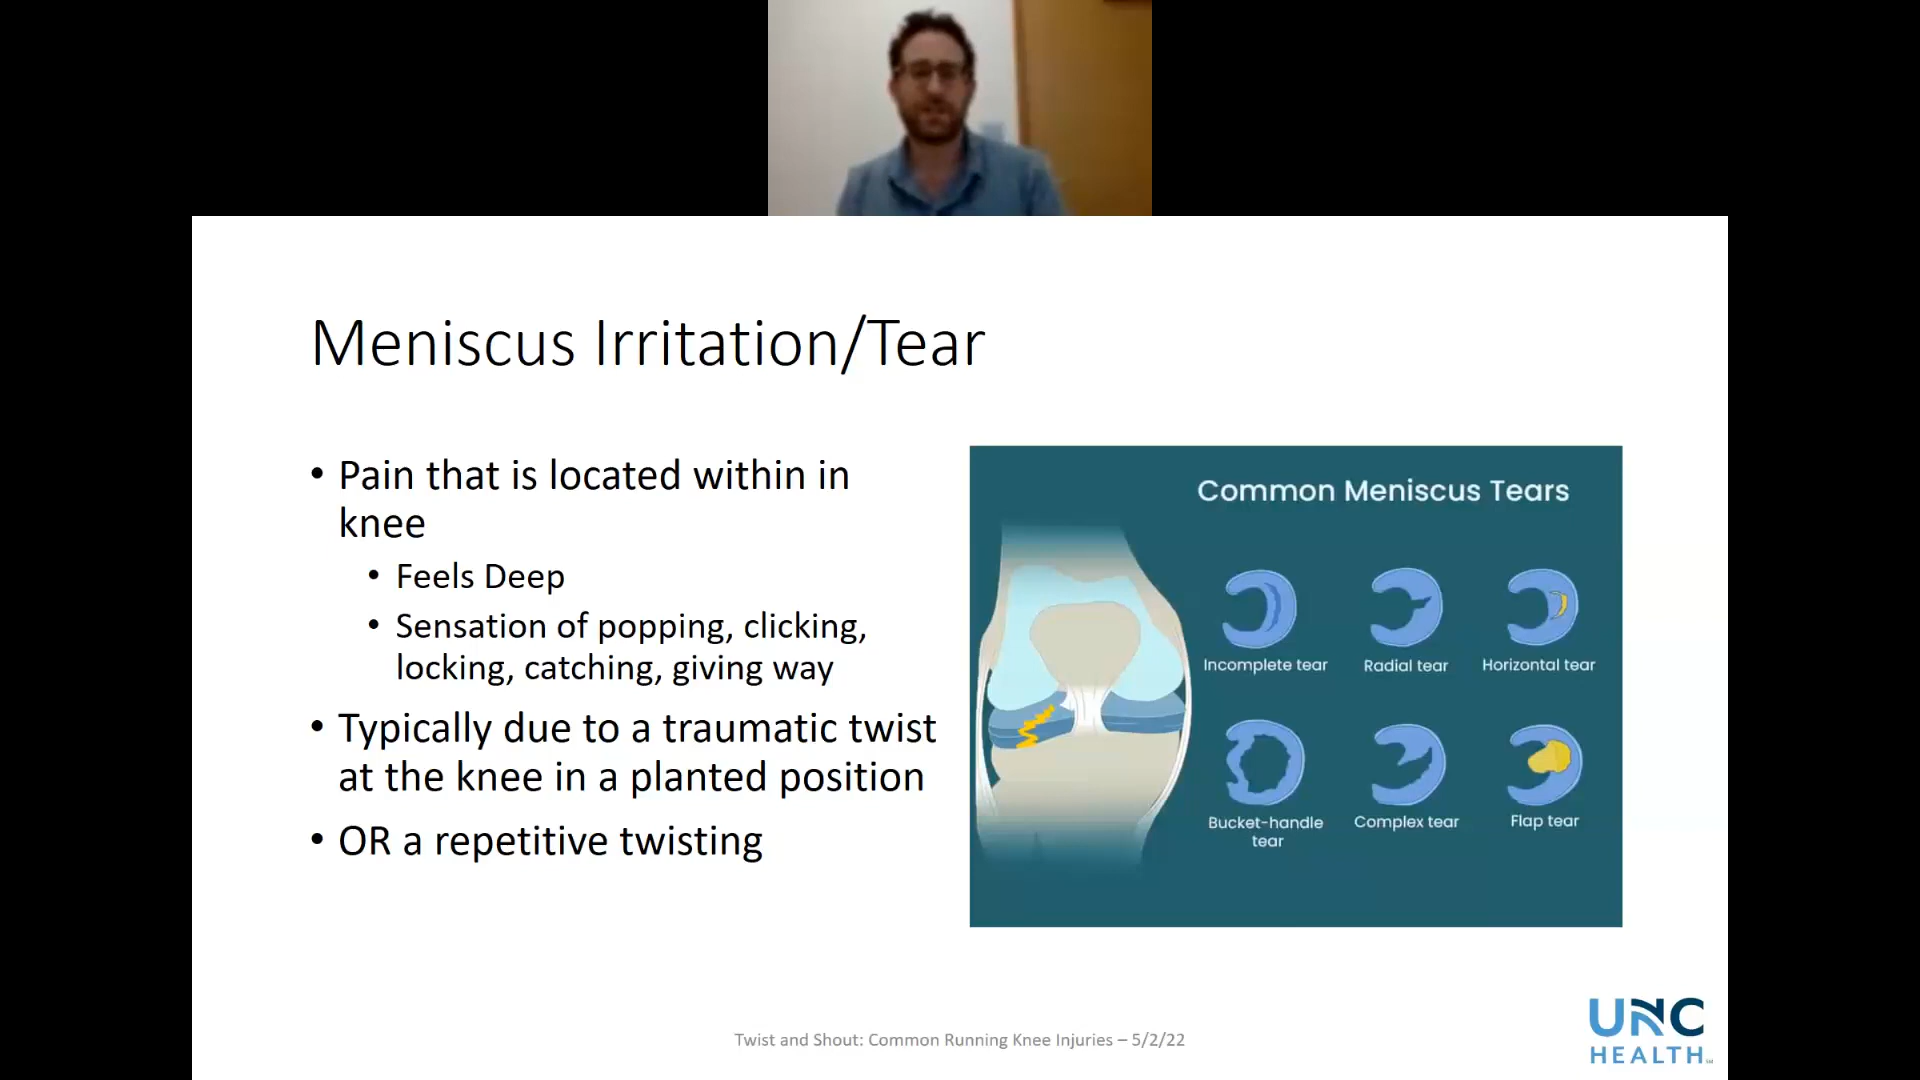 Meniscus Irritation/Tear
• Pain that is located within in
knee
• Feels Deep
• Sensation of popping, clicking,
locking, catching, giving way
• Typically due to a traumatic twist
at the knee in a planted position
• OR a repetitive twisting
Common Meniscus Tears
Incomplete tear
Radial tear
Horizontal tear
Bucket-handle
tear
Complex tear
Flap tear
Twist and Shout: Common Running Knee Injuries – 5/2/22
UNC
HEALTH